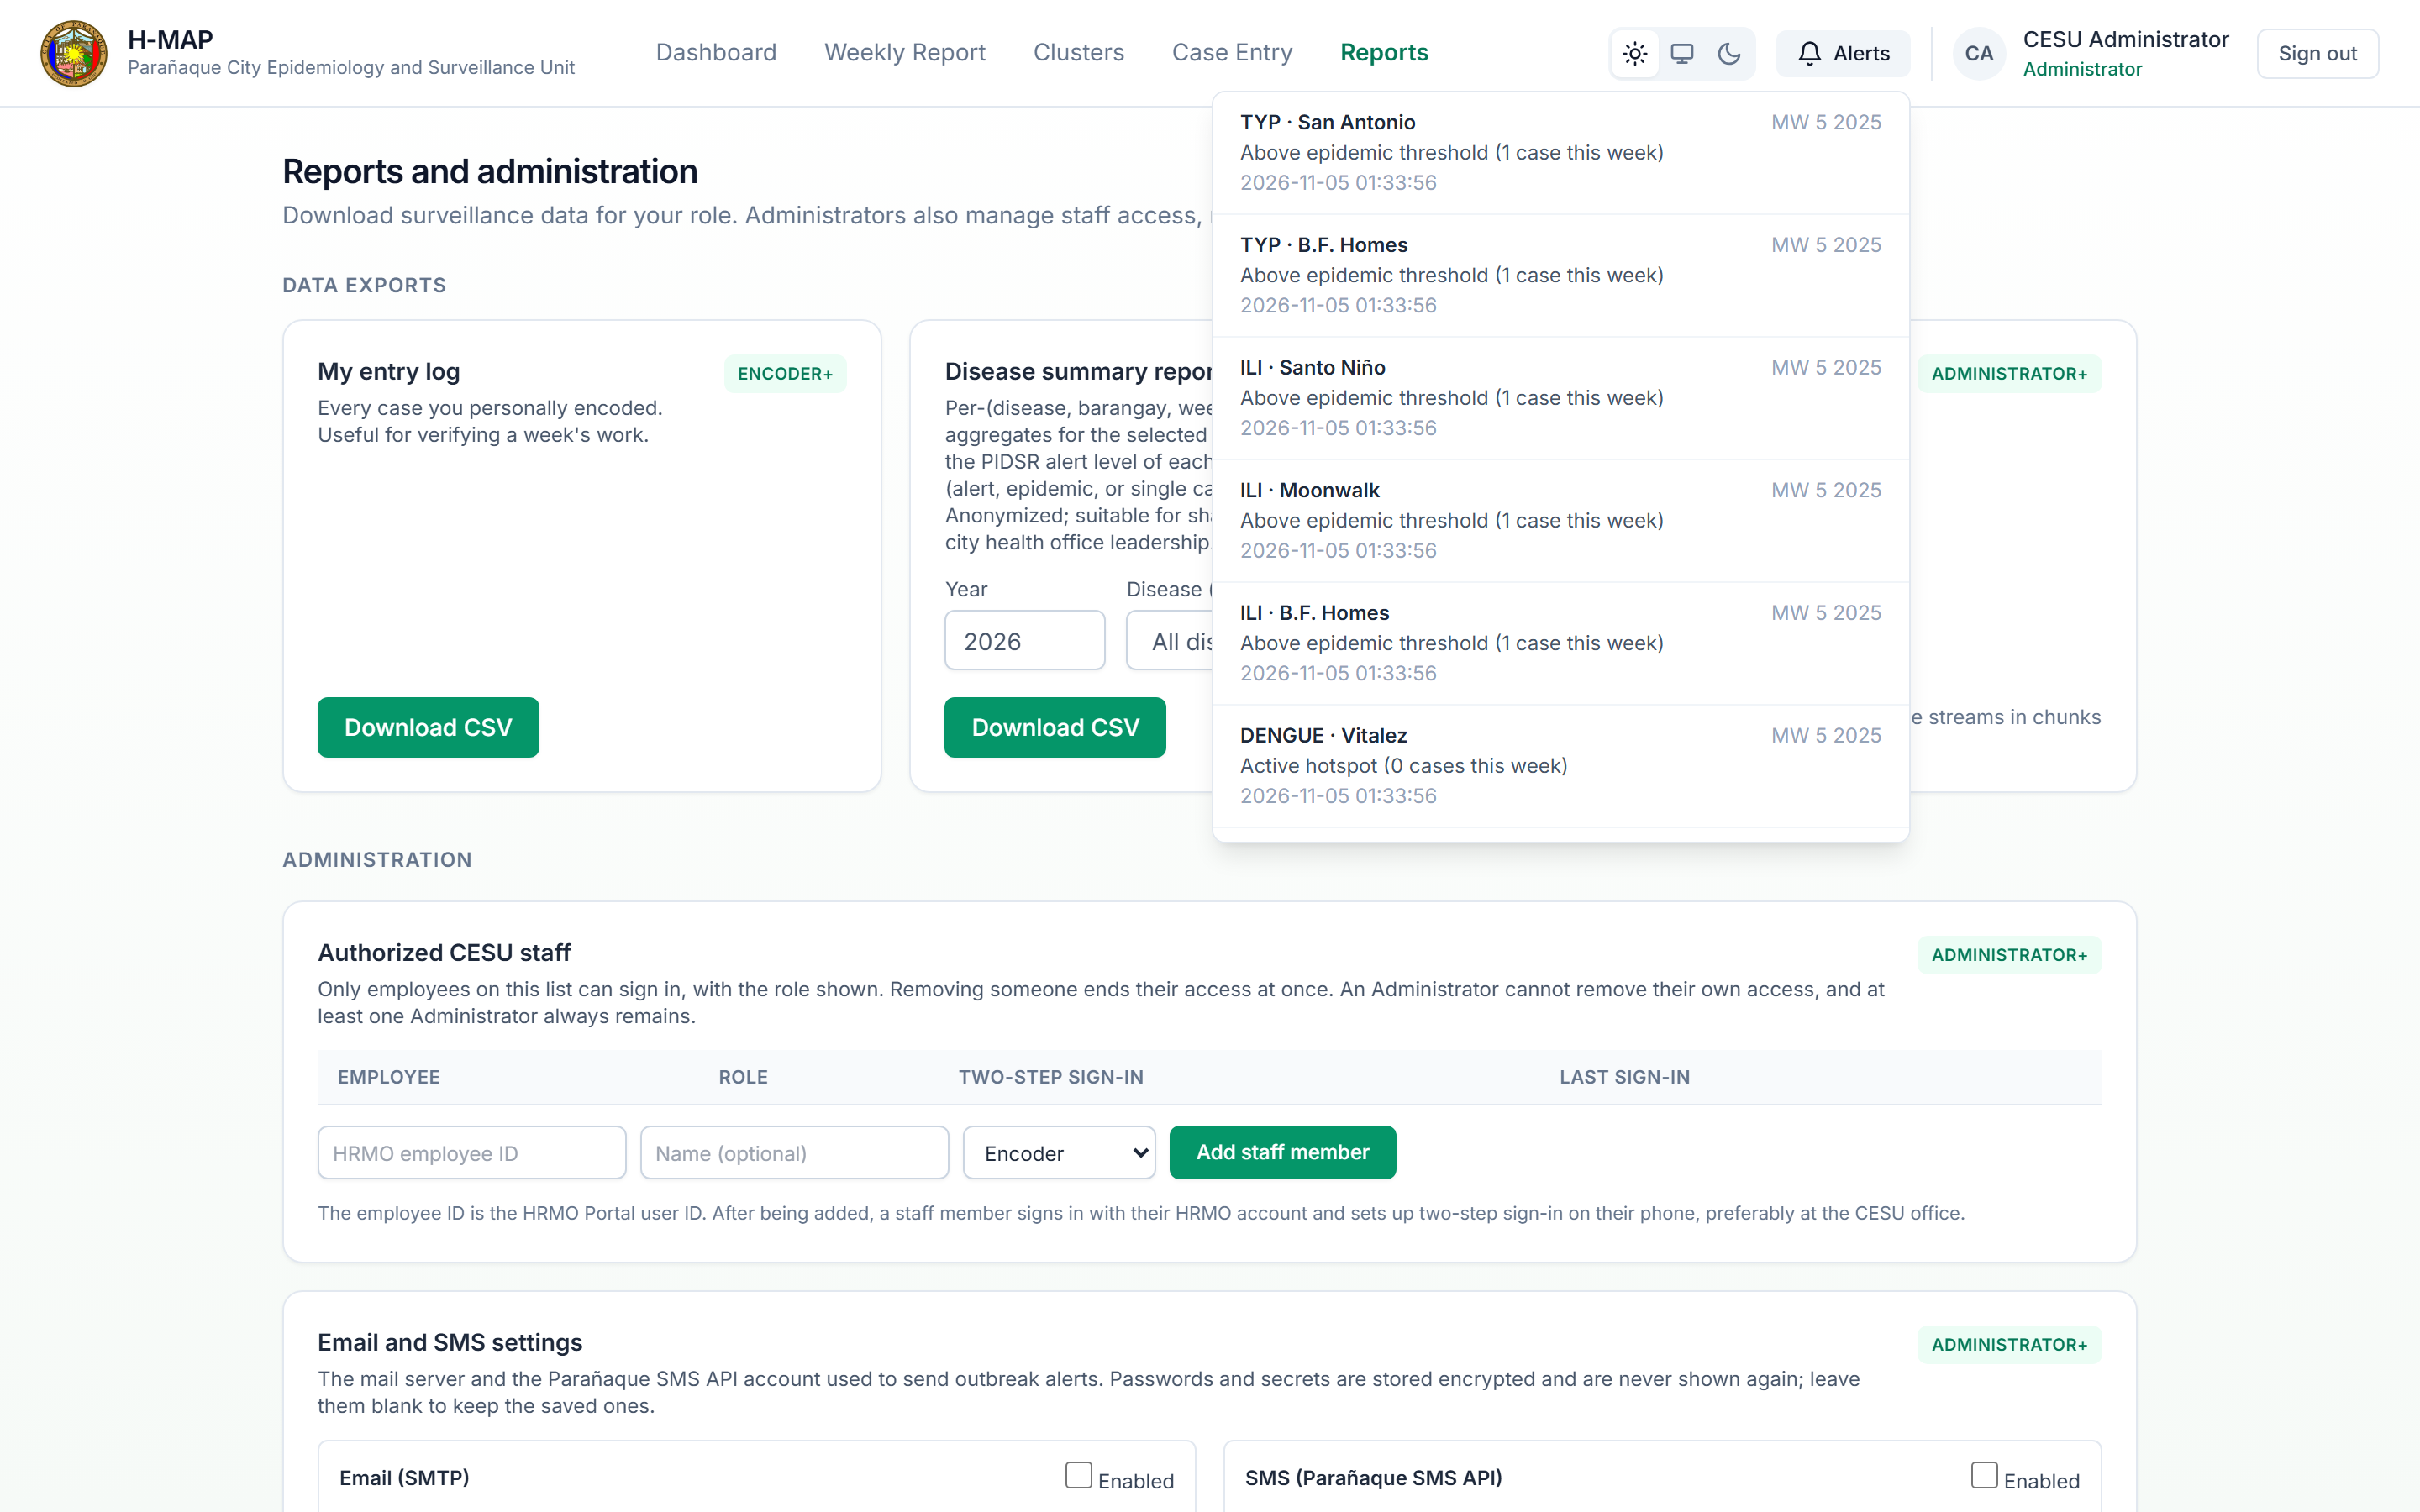 H-MAP
Parañaque City Epidemiology and Surveillance Unit
Dashboard
Weekly Report
Clusters
Case Entry
Reports
Alerts
CA
CESU Administrator
Administrator
Sign out
TYP · San Antonio
MW 5 2025
Above epidemic threshold (1 case this week)
2026-11-05 01:33:56
TYP · B.F. Homes
MW 5 2025
Above epidemic threshold (1 case this week)
2026-11-05 01:33:56
ILI · Santo Niño
MW 5 2025
Above epidemic threshold (1 case this week)
2026-11-05 01:33:56
ILI · Moonwalk
MW 5 2025
Above epidemic threshold (1 case this week)
2026-11-05 01:33:56
ILI · B.F. Homes
MW 5 2025
Above epidemic threshold (1 case this week)
2026-11-05 01:33:56
DENGUE · Vitalez
MW 5 2025
Active hotspot (0 cases this week)
2026-11-05 01:33:56
Reports and administration
Download surveillance data for your role. Administrators also manage staff access,
DATA EXPORTS
My entry log
ENCODER+
Every case you personally encoded.
Useful for verifying a week's work.
Download CSV
Disease summary repor
Per-(disease, barangay, wee
aggregates for the selected
the PIDSR alert level of each
(alert, epidemic, or single ca
Anonymized; suitable for sha
city health office leadership.
Year
Disease (
2026
All dis
Download CSV
ADMINISTRATOR+
e streams in chunks
ADMINISTRATION
Authorized CESU staff
ADMINISTRATOR+
Only employees on this list can sign in, with the role shown. Removing someone ends their access at once. An Administrator cannot remove their own access, and at
least one Administrator always remains.
EMPLOYEE
ROLE
TWO-STEP SIGN-IN
LAST SIGN-IN
HRMO employee ID
Name (optional)
Encoder
Add staff member
The employee ID is the HRMO Portal user ID. After being added, a staff member signs in with their HRMO account and sets up two-step sign-in on their phone, preferably at the CESU office.
Email and SMS settings
ADMINISTRATOR+
The mail server and the Parañaque SMS API account used to send outbreak alerts. Passwords and secrets are stored encrypted and are never shown again; leave
them blank to keep the saved ones.
Email (SMTP)
Enabled
SMS (Parañaque SMS API)
Enabled